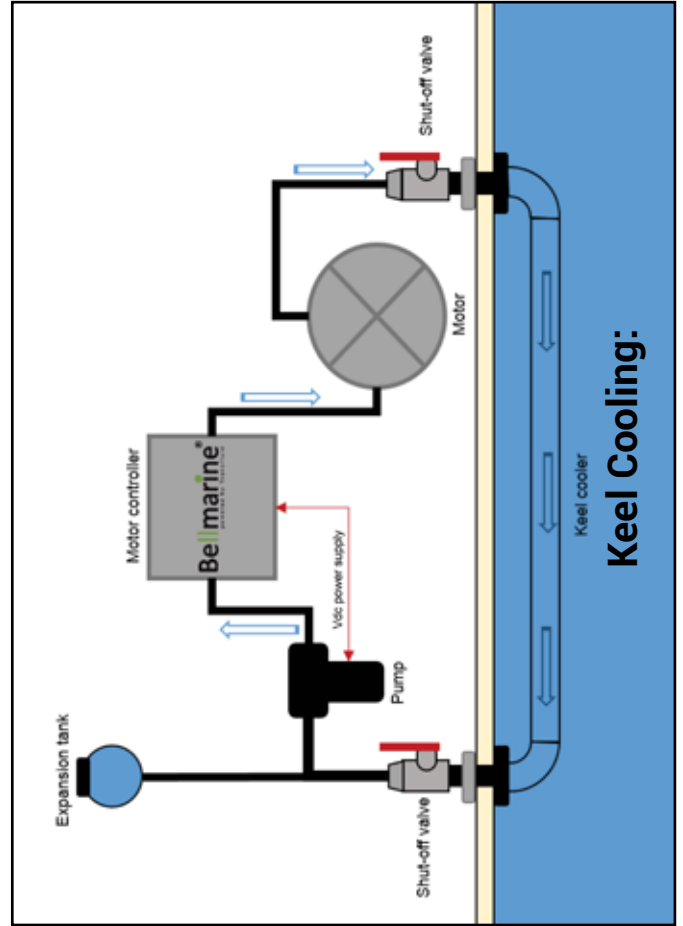 Expansion tank
Motor controller
Bellmarine®
Vdc power supply
Pump
Shut-off valve
Shut-off valve
Motor
Keel cooler
Keel Cooling: